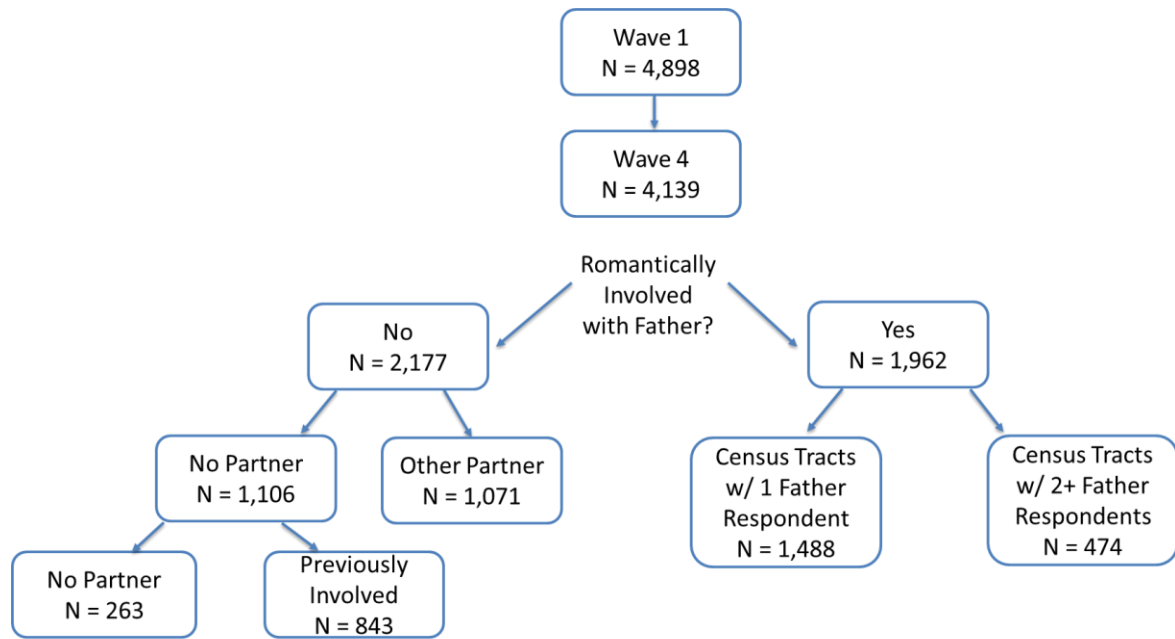 Wave 1
N = 4,898
Wave 4
N = 4,139
Romantically
Involved
with Father?
No
N = 2,177
Yes
N = 1,962
No Partner
N = 1,106
Other Partner
N = 1,071
Census Tracts
w/ 1 Father
Respondent
N = 1,488
Census Tracts
w/ 2+ Father
Respondents
N = 474
No Partner
N = 263
Previously
Involved
N = 843